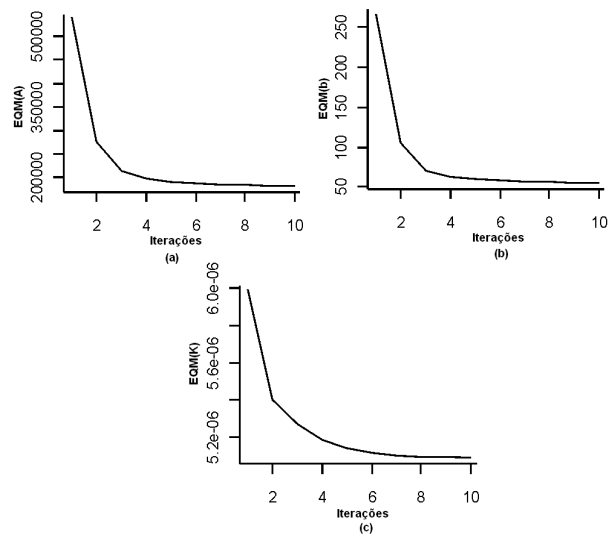 EQM(A)
500000
350000
200000
2 4 6 8 10
Iterações
(a)
EQM(b)
250
200
150
100
50
2 4 6 8 10
Iterações
(b)
EQM(K)
6.0e-06
5.6e-06
5.2e-06
2 4 6 8 10
Iterações
(c)